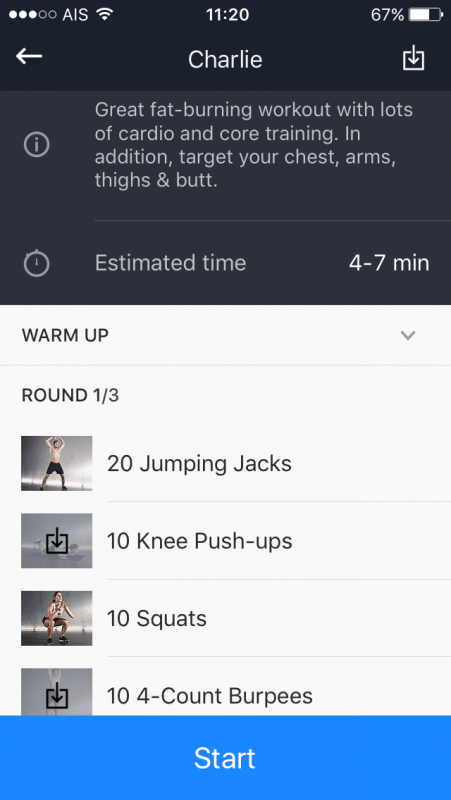 AIS 11:20 67%
Charlie
Great fat-burning workout with lots
of cardio and core training. In
addition, target your chest, arms,
thighs & butt.
Estimated time 4-7 min
WARM UP
ROUND 1/3
20 Jumping Jacks
10 Knee Push-ups
10 Squats
10 4-Count Burpees
Start